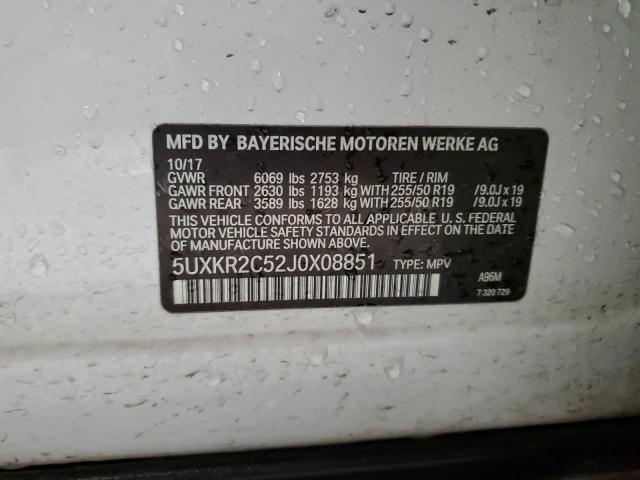 MFD BY BAYERISCHE MOTOREN WERKE AG
10/17
GVWR 6069 lbs 2753 kg TIRE / RIM
GAWR FRONT 2630 lbs 1193 kg WITH 255/50 R19 /9.0J x 19
GAWR REAR 3589 lbs 1628 kg WITH 255/50 R19 /9.0J x 19
THIS VEHICLE CONFORMS TO ALL APPLICABLE U. S. FEDERAL
MOTOR VEHICLE SAFETY STANDARDS IN EFFECT ON THE DATE
OF MANUFACTURE SHOWN ABOVE.
5UXKR2C52J0X08851 TYPE: MPV
A96M
7 320 729